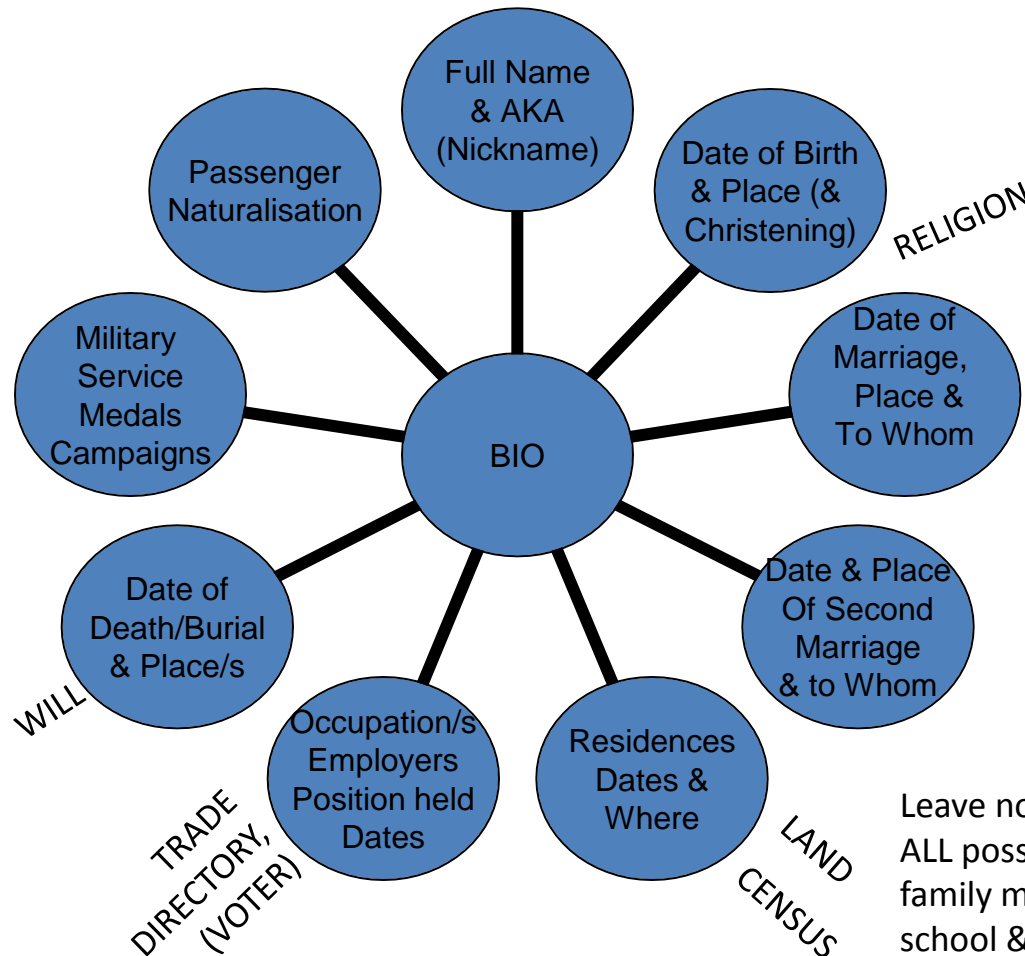 Full Name
& AKA
(Nickname)
Date of Birth
& Place (&
Christening)
RELIGION
Date of
Marriage,
Place &
To Whom
Date & Place
Of Second
Marriage
& to Whom
Residences
Dates &
Where
LAND
CENSUS
Occupation/s
Employers
Position held
Dates
TRADE
DIRECTORY,
(VOTER)
Date of
Death/Burial
& Place/s
WILL
Military
Service
Medals
Campaigns
Passenger
Naturalisation
BIO
Leave
ALL
family
school &